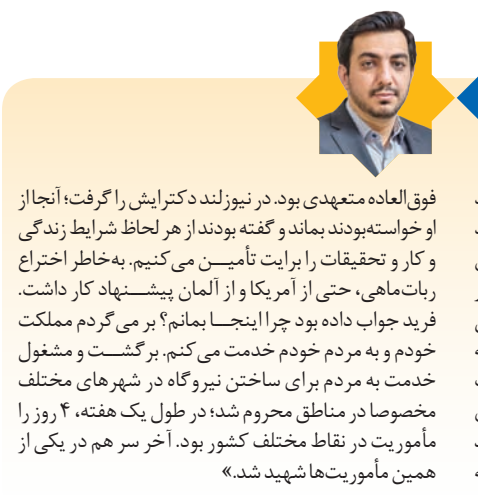 فوق‌العاده متعهدی بود. در نیوزلند دکترایش را گرفت؛ آنجا از
او خواسته‌بودند بماند و گفته بودند از هر لحاظ شرایط زندگی
و کار و تحقیقات را برایت تأمین می‌کنیم. به‌خاطر اختراع
ربات‌ماهی، حتی از آمریکا و از آلمان پیشنهاد کار داشت.
فرید جواب داده بود چرا اینجا بمانم؟ بر می‌گردم مملکت
خودم و به مردم خودم خدمت می‌کنم. برگشت و مشغول
خدمت به مردم برای ساختن نیروگاه در شهرهای مختلف
مخصوصا در مناطق محروم شد؛ در طول یک هفته، ۴ روز را
مأموریت در نقاط مختلف کشور بود. آخر سر هم در یکی از
همین مأموریت‌ها شهید شد.»